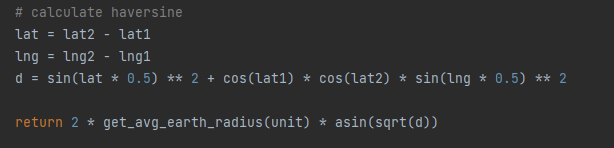 # calculate haversine
lat = lat2 - lat1
lng = lng2 - lng1
d = sin(lat * 0.5) ** 2 + cos(lat1) * cos(lat2) * sin(lng * 0.5) ** 2
return 2 * get_avg_earth_radius(unit) * asin(sqrt(d))